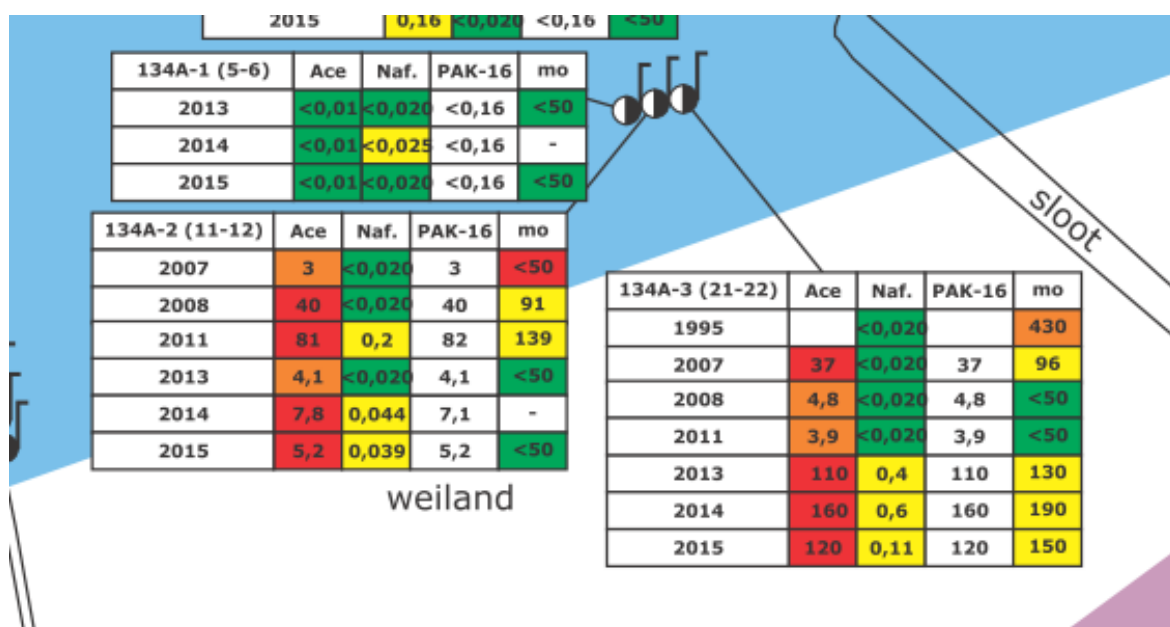 2015 0,16 <0,020 <0,16 <50
134A-1 (5-6) Ace Naf. PAK-16 mo
2013 <0,01 <0,020 <0,16 <50
2014 <0,01 <0,025 <0,16 -
2015 <0,01 <0,020 <0,16 <50
134A-2 (11-12) Ace Naf. PAK-16 mo
2007 3 <0,020 3 <50
2008 40 <0,020 40 91
2011 81 0,2 82 139
2013 4,1 <0,020 4,1 <50
2014 7,8 0,044 7,1 -
2015 5,2 0,039 5,2 <50
weiland
sloot
134A-3 (21-22) Ace Naf. PAK-16 mo
1995 <0,020 430
2007 37 <0,020 37 96
2008 4,8 <0,020 4,8 <50
2011 3,9 <0,020 3,9 <50
2013 110 0,4 110 130
2014 160 0,6 160 190
2015 120 0,11 120 150